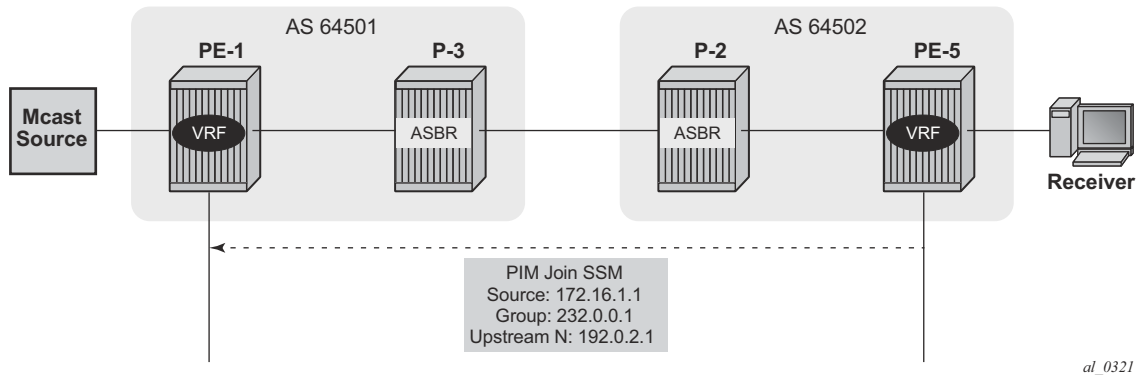 AS 64501
AS 64502
PE-1
P-3
P-2
PE-5
Mcast
Source
VRF
ASBR
ASBR
VRF
Receiver
PIM Join SSM
Source: 172.16.1.1
Group: 232.0.0.1
Upstream N: 192.0.2.1
al_0321